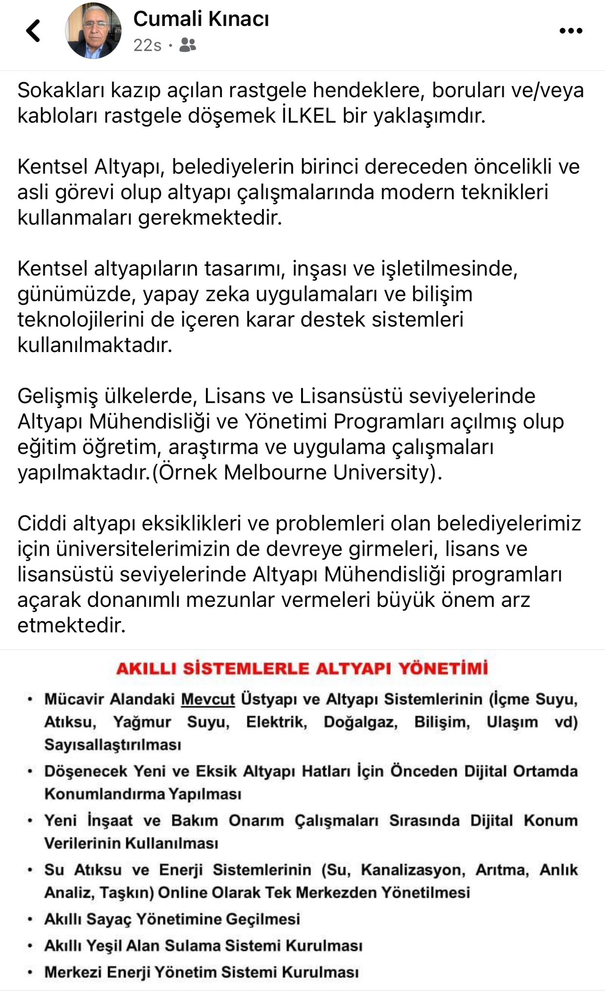 Cumali Kınacı
22s ·
Sokakları kazıp açılan rastgele hendeklere, boruları ve/veya
kabloları rastgele döşemek İLKEL bir yaklaşımdır.
Kentsel Altyapı, belediyelerin birinci dereceden öncelikli ve
asli görevi olup altyapı çalışmalarında modern teknikleri
kullanmaları gerekmektedir.
Kentsel altyapıların tasarımı, inşası ve işletilmesinde,
günümüzde, yapay zeka uygulamaları ve bilişim
teknolojilerini de içeren karar destek sistemleri
kullanılmaktadır.
Gelişmiş ülkelerde, Lisans ve Lisansüstü seviyelerinde
Altyapı Mühendisliği ve Yönetimi Programları açılmış olup
eğitim öğretim, araştırma ve uygulama çalışmaları
yapılmaktadır.(Örnek Melbourne University).
Ciddi altyapı eksiklikleri ve problemleri olan belediyelerimiz
için üniversitelerimizin de devreye girmeleri, lisans ve
lisansüstü seviyelerinde Altyapı Mühendisliği programları
açarak donanımlı mezunlar vermeleri büyük önem arz
etmektedir.
AKILLI SİSTEMLERLE ALTYAPI YÖNETİMİ
• Mücavir Alandaki Mevcut Üstyapı ve Altyapı Sistemlerinin (İçme Suyu,
Atıksu, Yağmur Suyu, Elektrik, Doğalgaz, Bilişim, Ulaşım vd)
Sayısallaştırılması
• Döşenecek Yeni ve Eksik Altyapı Hatları İçin Önceden Dijital Ortamda
Konumlandırma Yapılması
• Yeni İnşaat ve Bakım Onarım Çalışmaları Sırasında Dijital Konum
Verilerinin Kullanılması
• Su Atıksu ve Enerji Sistemlerinin (Su, Kanalizasyon, Arıtma, Anlık
Analiz, Taşkın) Online Olarak Tek Merkezden Yönetilmesi
• Akıllı Sayaç Yönetimine Geçilmesi
• Akıllı Yeşil Alan Sulama Sistemi Kurulması
• Merkezi Enerji Yönetim Sistemi Kurulması